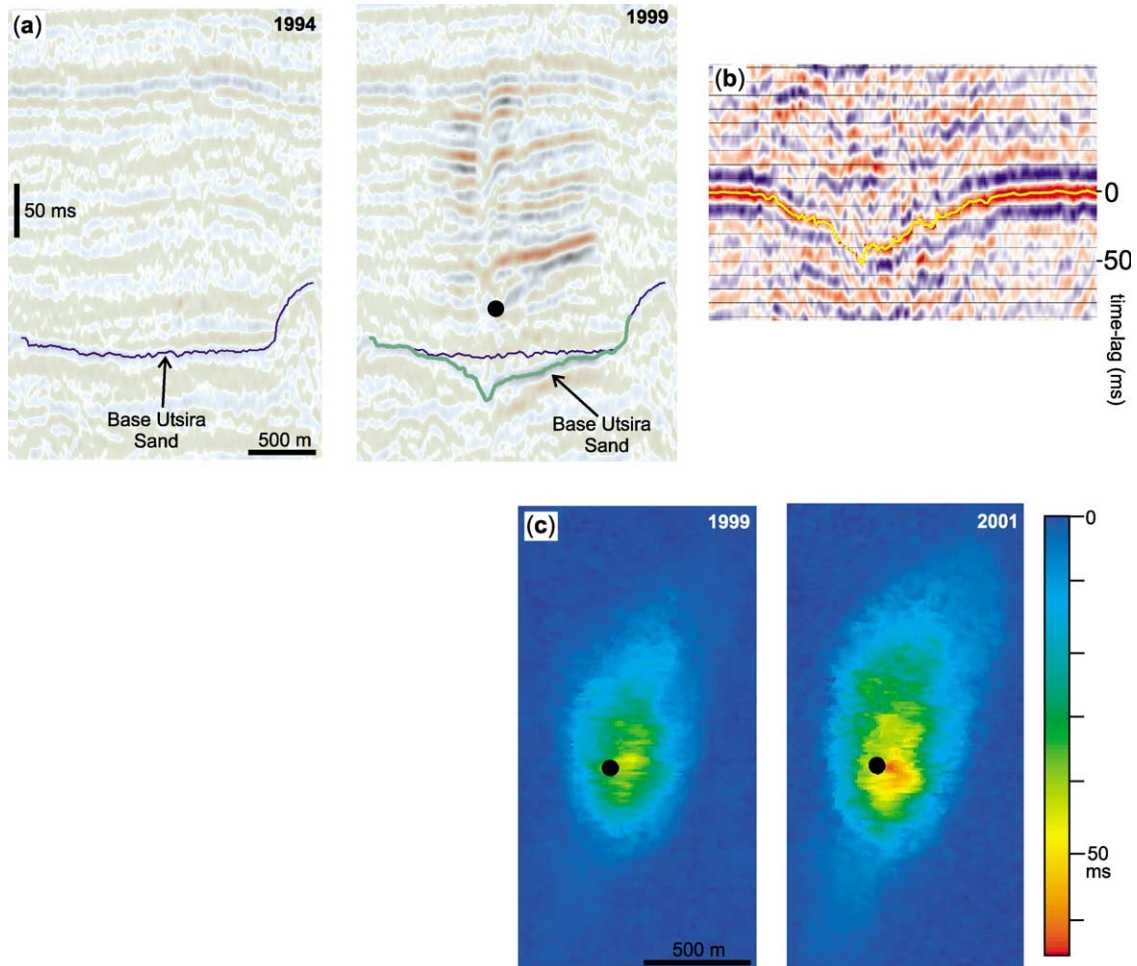 (a)
1994
1999
50 ms
Base Utsira
Sand
500 m
Base Utsira
Sand
(b)
0
-50
time-lag (ms)
(c)
1999
2001
500 m
0
50
ms